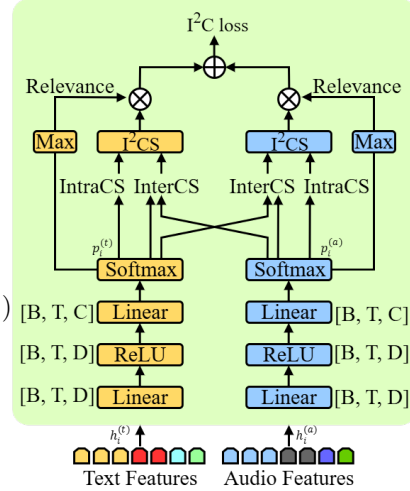 I²C loss
Relevance Relevance
Max I²CS I²CS Max
IntraCS InterCS InterCS IntraCS
p_i^(t) p_i^(a)
Softmax Softmax
) [B, T, C] Linear Linear [B, T, C]
[B, T, D] ReLU ReLU [B, T, D]
[B, T, D] Linear Linear [B, T, D]
h_i^(t) h_i^(a)
Text Features Audio Features